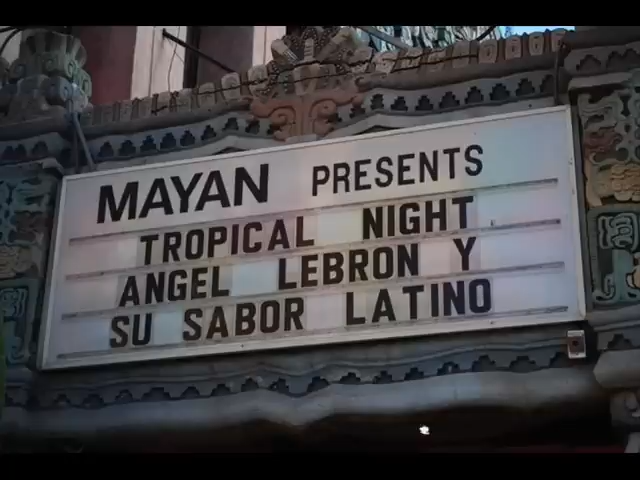 MAYAN PRESENTS
TROPICAL NIGHT
ANGEL LEBRON Y
SU SABOR LATINO